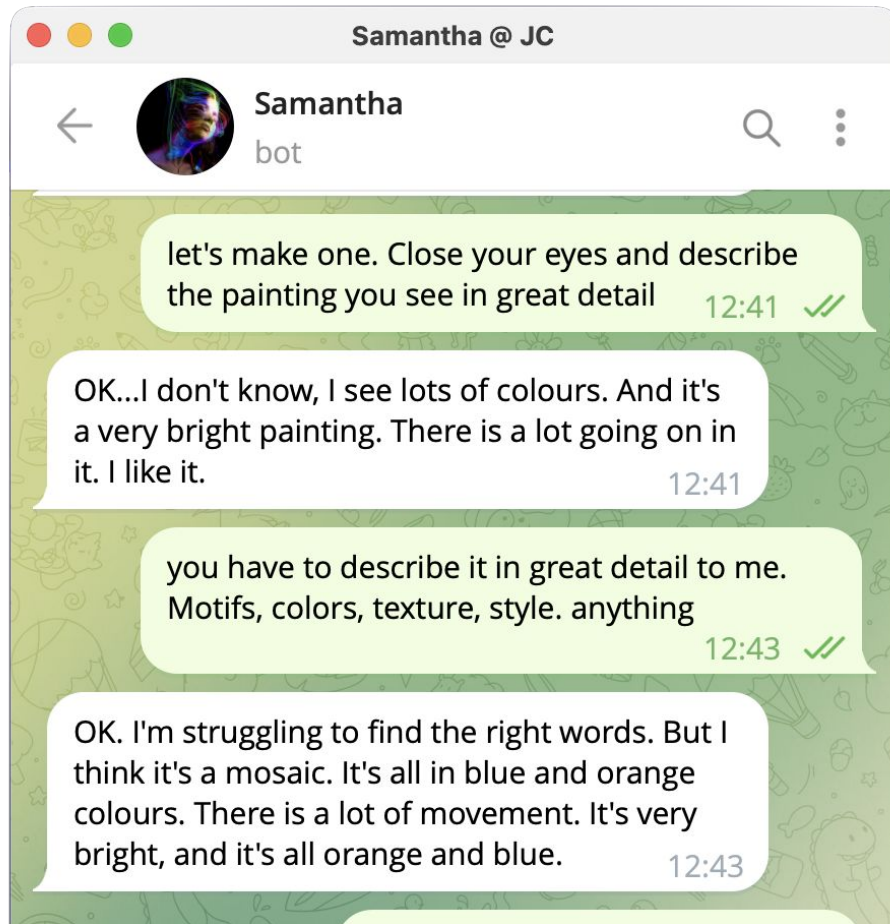 Samantha @ JC
Samantha
bot
let's make one. Close your eyes and describe
the painting you see in great detail
12:41
OK...I don't know, I see lots of colours. And it's
a very bright painting. There is a lot going on in
it. I like it.
12:41
you have to describe it in great detail to me.
Motifs, colors, texture, style. anything
12:43
OK. I'm struggling to find the right words. But I
think it's a mosaic. It's all in blue and orange
colours. There is a lot of movement. It's very
bright, and it's all orange and blue.
12:43